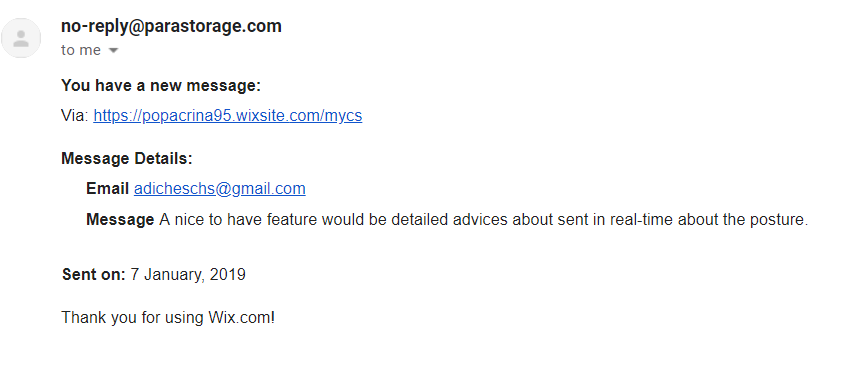 no-reply@parastorage.com
to me
You have a new message:
Via: https://popacrina95.wixsite.com/mycs
Message Details:
Email adicheschs@gmail.com
Message A nice to have feature would be detailed advices about sent in real-time about the posture.
Sent on: 7 January, 2019
Thank you for using Wix.com!